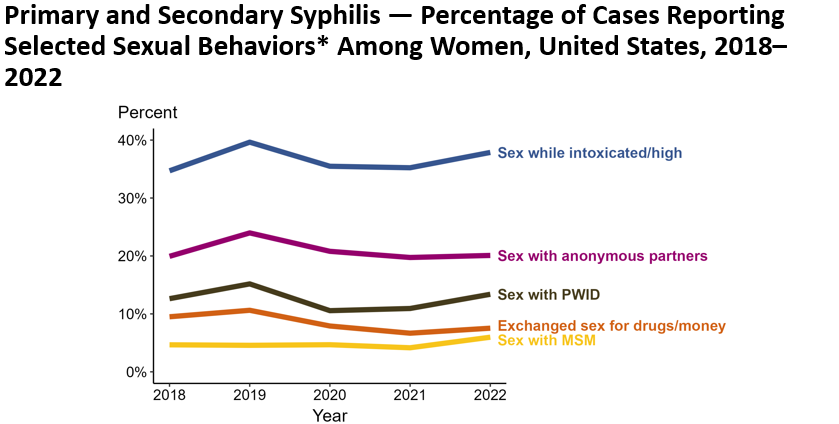 Primary and Secondary Syphilis — Percentage of Cases Reporting
Selected Sexual Behaviors* Among Women, United States, 2018–
2022
Percent
40%
Sex while intoxicated/high
30%
20%
Sex with anonymous partners
Sex with PWID
10%
Exchanged sex for drugs/money
Sex with MSM
0%
2018 2019 2020 2021 2022
Year